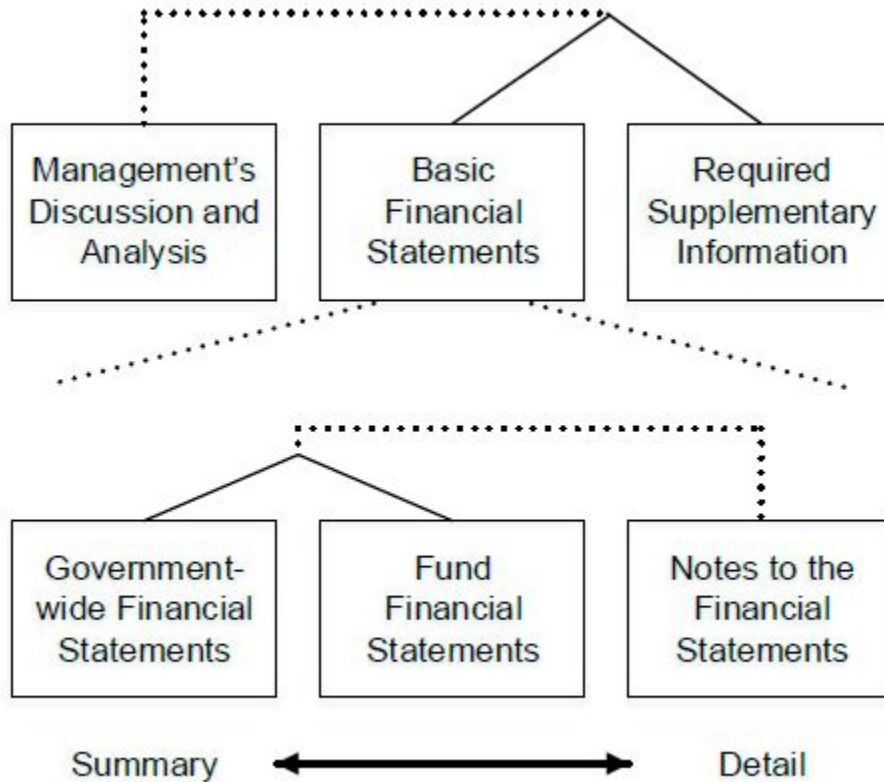 Management's
Discussion and
Analysis
Basic
Financial
Statements
Required
Supplementary
Information
Government-
wide Financial
Statements
Fund
Financial
Statements
Notes to the
Financial
Statements
Summary
Detail